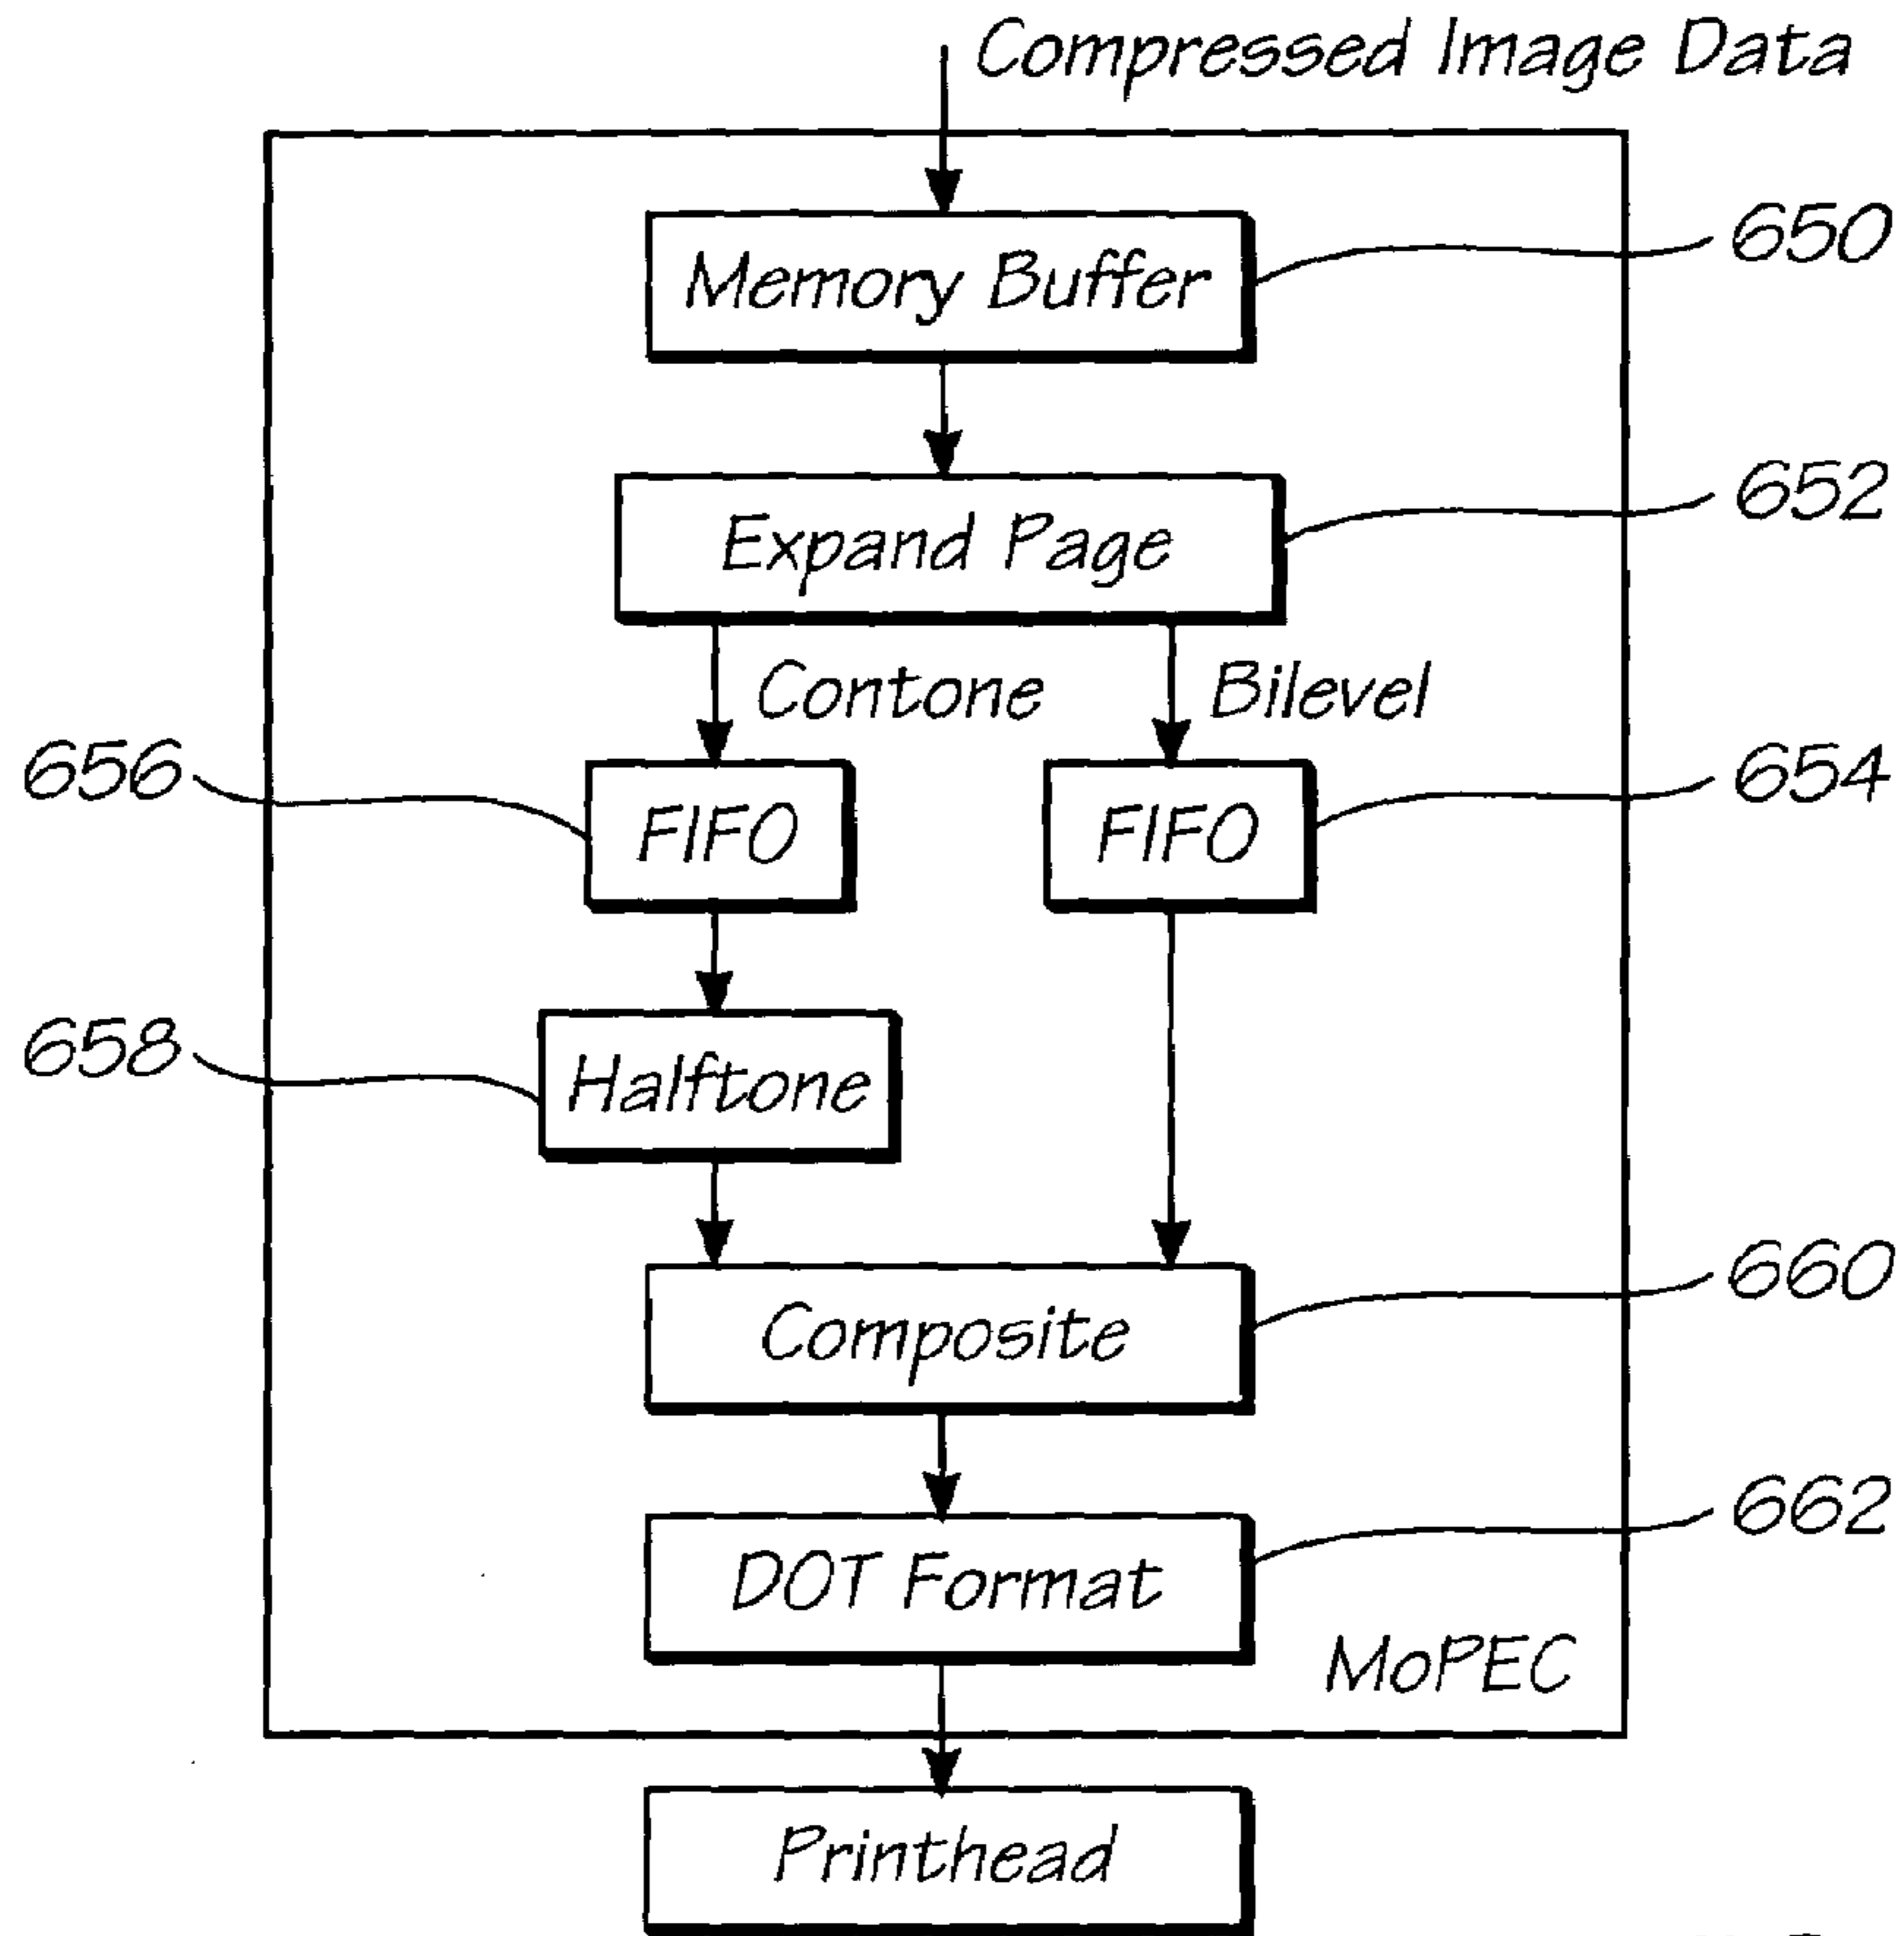 Compressed Image Data
650
Memory Buffer
652
Expand Page
Contone
Bilevel
656
FIFO
FIFO
654
658
Halftone
660
Composite
662
DOT Format
MoPEC
Printhead